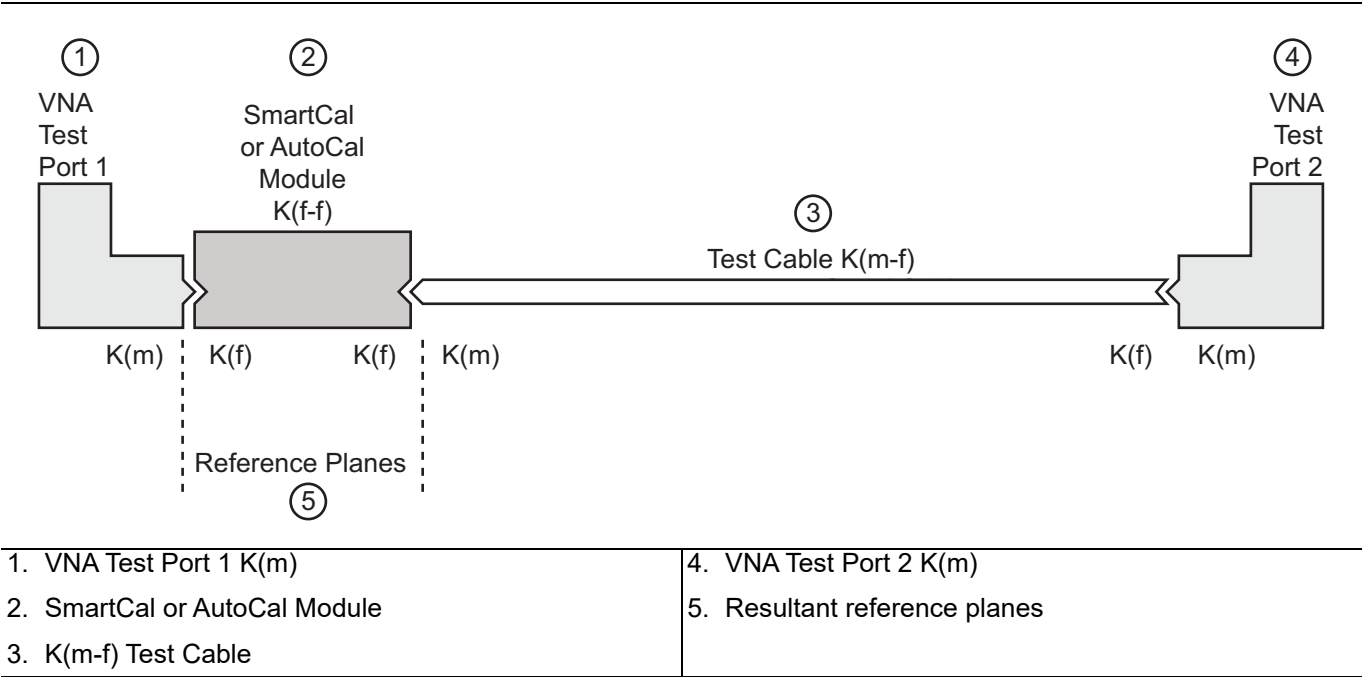 1
VNA
Test
Port 1
2
SmartCal
or AutoCal
Module
K(f-f)
3
Test Cable K(m-f)
4
VNA
Test
Port 2
K(m) K(f) K(f) K(m) K(f) K(m)
Reference Planes
5
1. VNA Test Port 1 K(m)
2. SmartCal or AutoCal Module
3. K(m-f) Test Cable
4. VNA Test Port 2 K(m)
5. Resultant reference planes